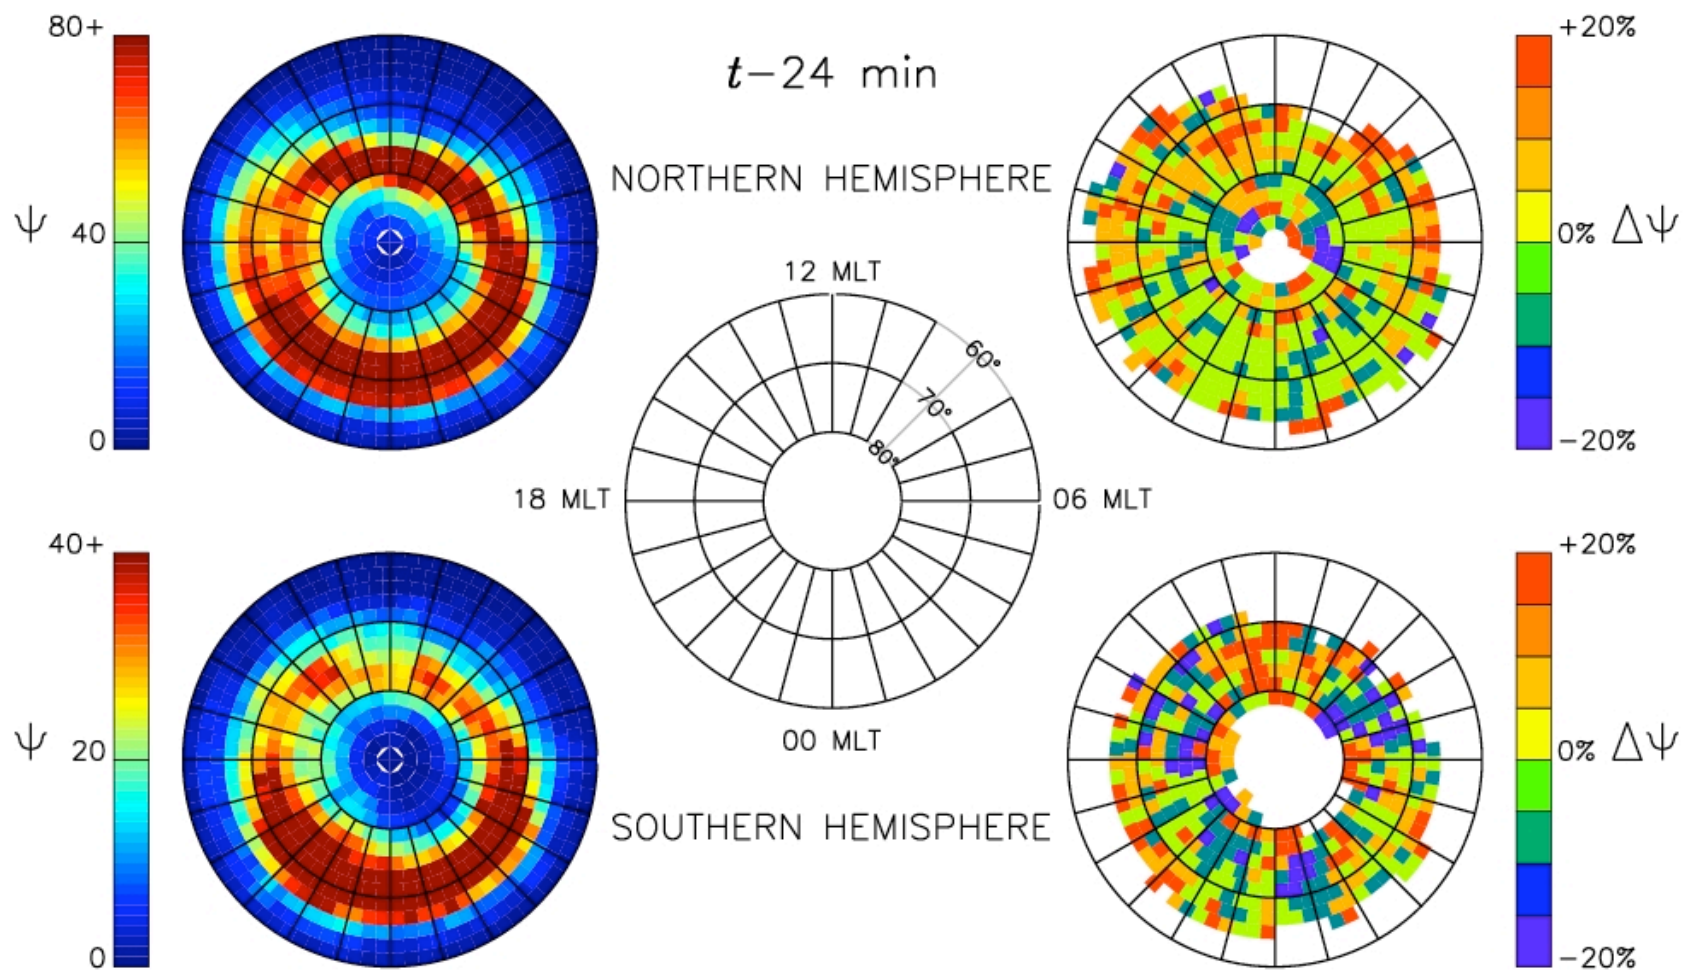 80+
ψ
40
0
t−24 min
NORTHERN HEMISPHERE
+20%
0% Δψ
−20%
12 MLT
60°
70°
80°
18 MLT
06 MLT
00 MLT
40+
ψ
20
0
SOUTHERN HEMISPHERE
+20%
0% Δψ
−20%